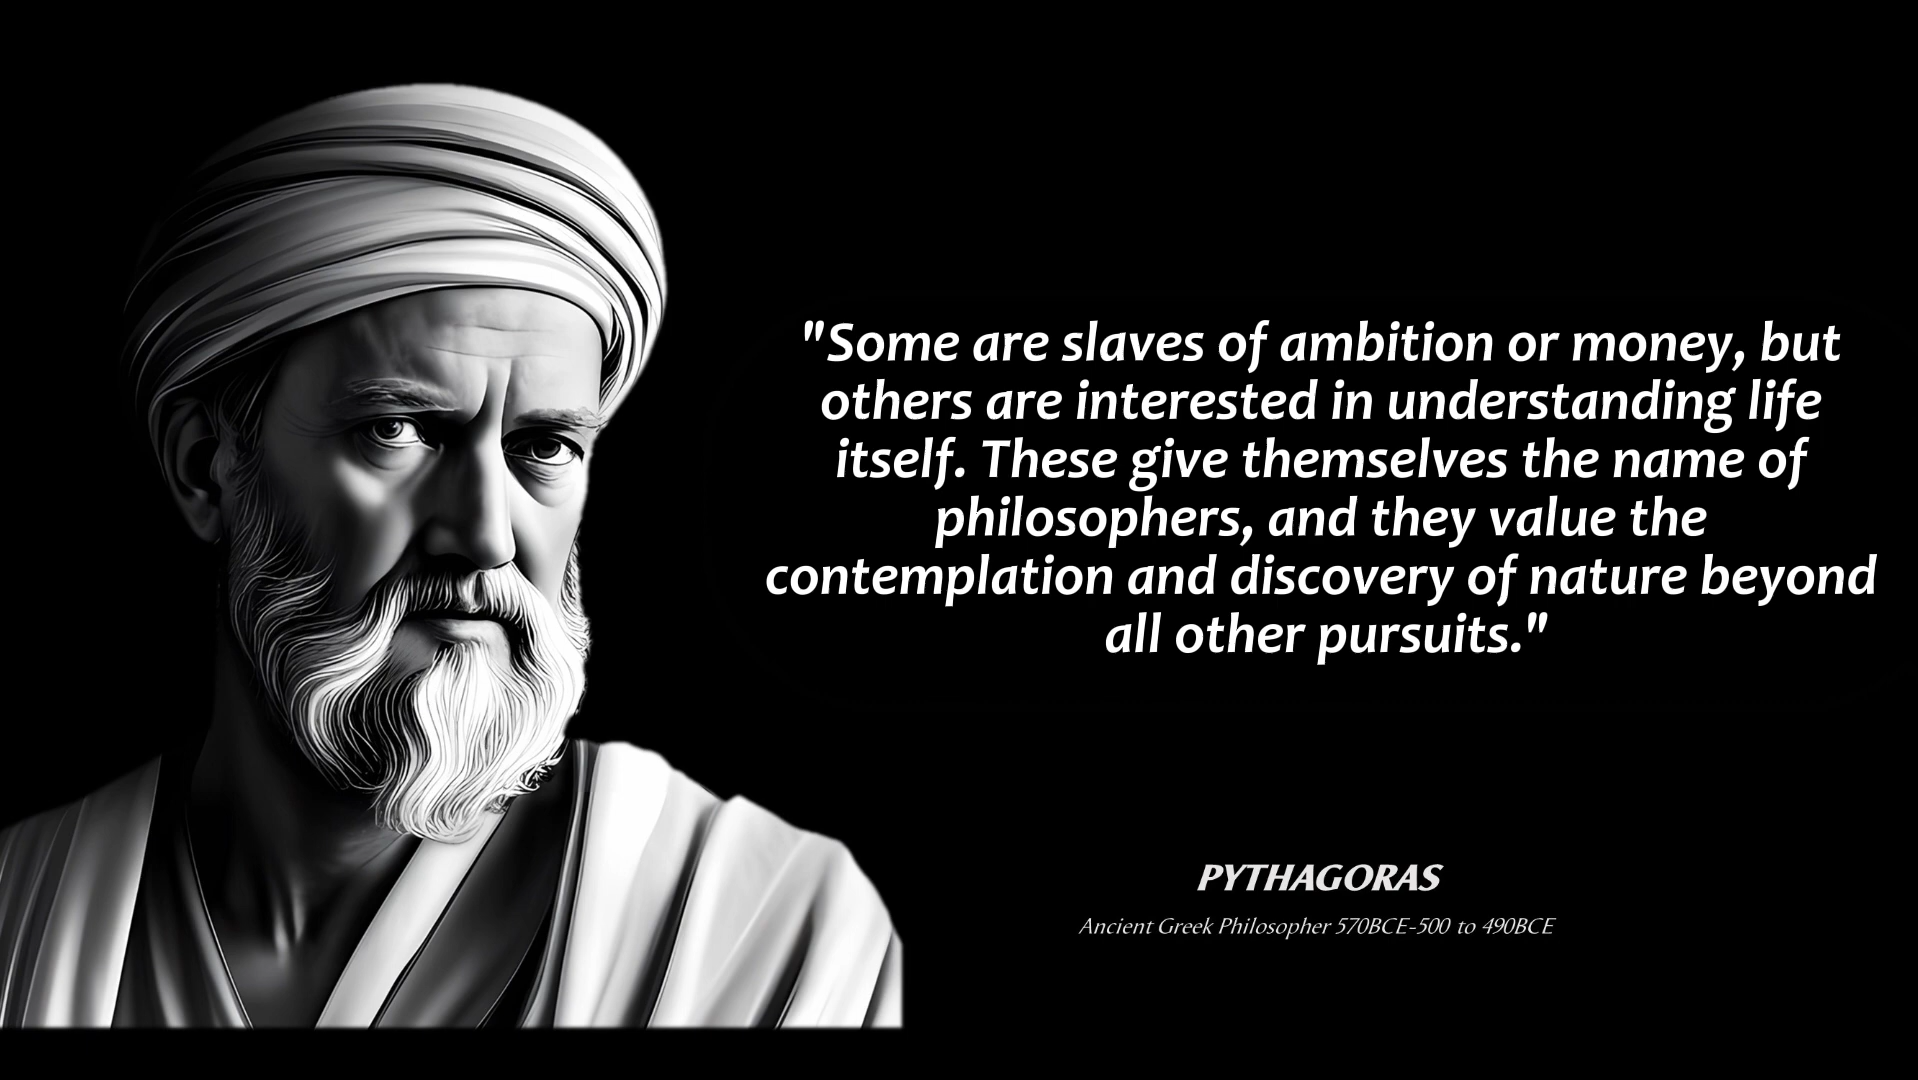 "Some are slaves of ambition or money, but
others are interested in understanding life
itself. These give themselves the name of
philosophers, and they value the
contemplation and discovery of nature beyond
all other pursuits."
PYTHAGORAS
Ancient Greek Philosopher 570BCE-500 to 490BCE